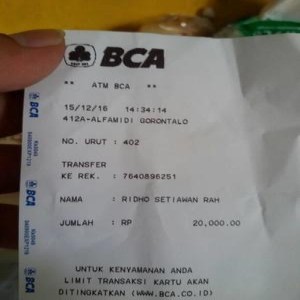 BCA
** ATM BCA **
15/12/16 14:34:14
412A-ALFAMIDI GORONTALO
NO. URUT : 402
TRANSFER
KE REK. : 7640896251
NAMA : RIDHO SETIAWAN RAH
JUMLAH : RP 20,000.00
UNTUK KENYAMANAN ANDA
LIMIT TRANSAKSI KARTU AKAN
DITINGKATKAN (WWW.BCA.CO.ID)
BCA
BCA
BCA